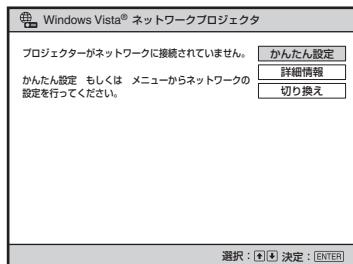 Windows Vista® ネットワークプロジェクタ
プロジェクターがネットワークに接続されていません。
かんたん設定 もしくは メニューからネットワークの
設定を行ってください。
かんたん設定
詳細情報
切り換え
選択：↑↓ 決定：ENTER